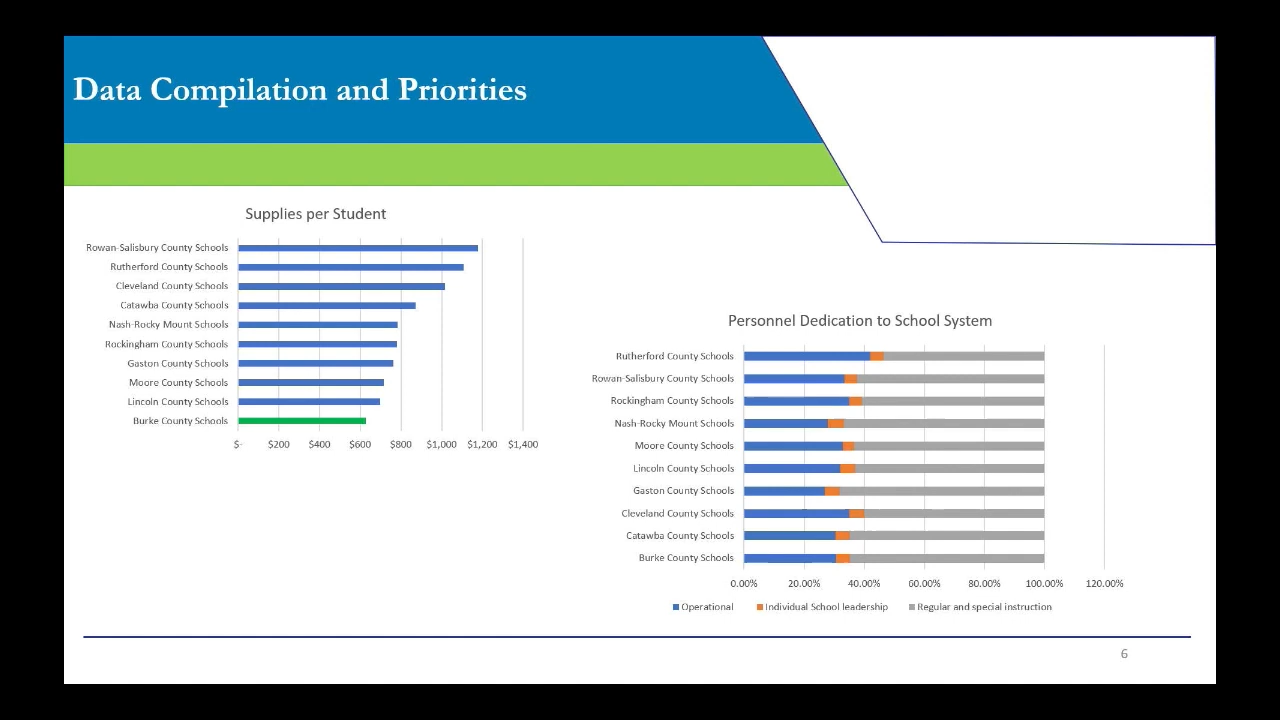 Data Compilation and Priorities
Supplies per Student
Rowan-Salisbury County Schools
Rutherford County Schools
Cleveland County Schools
Catawba County Schools
Nash-Rocky Mount Schools
Rockingham County Schools
Gaston County Schools
Moore County Schools
Lincoln County Schools
Burke County Schools
$- $200 $400 $600 $800 $1,000 $1,200 $1,400
Personnel Dedication to School System
Rutherford County Schools
Rowan-Salisbury County Schools
Rockingham County Schools
Nash-Rocky Mount Schools
Moore County Schools
Lincoln County Schools
Gaston County Schools
Cleveland County Schools
Catawba County Schools
Burke County Schools
0.00% 20.00% 40.00% 60.00% 80.00% 100.00% 120.00%
Operational Individual School leadership Regular and special instruction
6